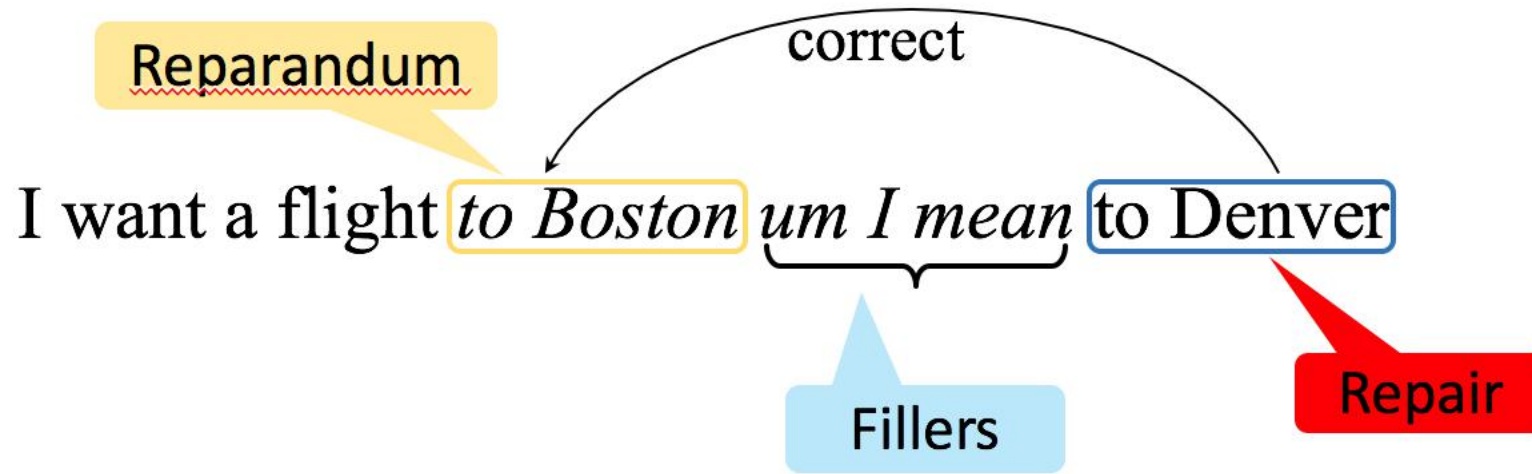 correct
Reparandum
I want a flight to Boston um I mean to Denver
Repair
Fillers